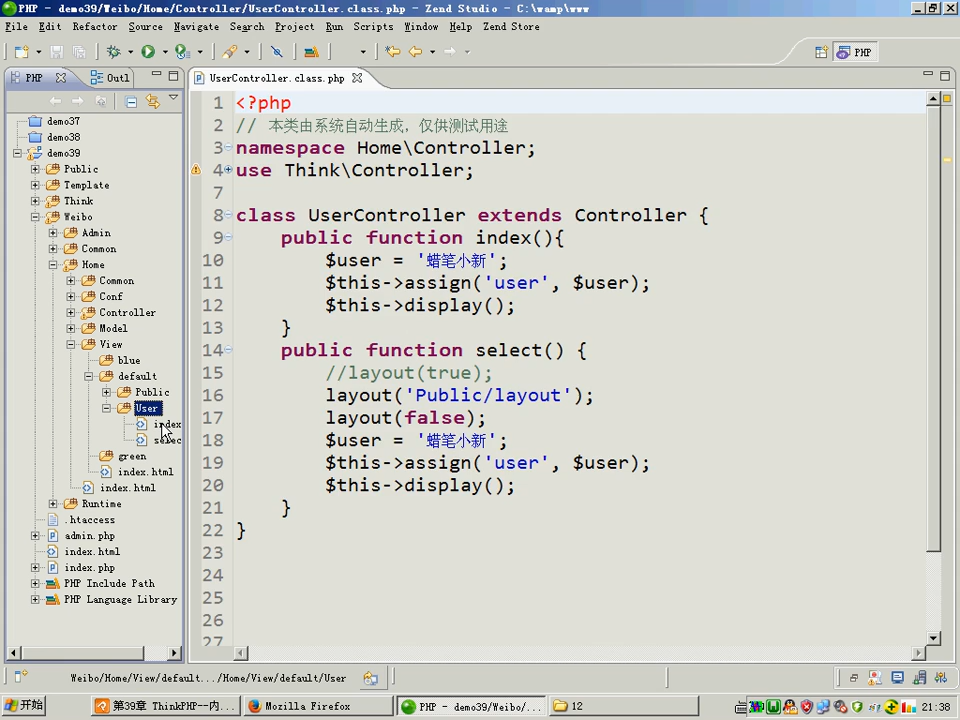 PHP - demo39/Weibo/Home/Controller/UserController.class.php - Zend Studio - C:\wamp\www
File Edit Refactor Source Navigate Search Project Run Scripts Window Help Zend Store
PHP
PHP Outl
UserController.class.php
demo37
demo38
demo39
Public
Template
Think
Weibo
Admin
Common
Home
Common
Conf
Controller
Model
View
blue
default
Public
User
index
selec
green
index.html
index.html
Runtime
.htaccess
admin.php
index.html
index.php
PHP Include Path
PHP Language Library
1 <?php
2 // 本类由系统自动生成，仅供测试用途
3 namespace Home\Controller;
4 use Think\Controller;
7
8 class UserController extends Controller {
9 public function index(){
10 $user = '蜡笔小新';
11 $this->assign('user', $user);
12 $this->display();
13 }
14 public function select() {
15 //layout(true);
16 layout('Public/layout');
17 layout(false);
18 $user = '蜡笔小新';
19 $this->assign('user', $user);
20 $this->display();
21 }
22 }
23
24
25
26
27
Weibo/Home/View/default.../Home/View/default/User
开始 第39章 ThinkPHP--内... Mozilla Firefox PHP - demo39/Weibo/... 12 21:38